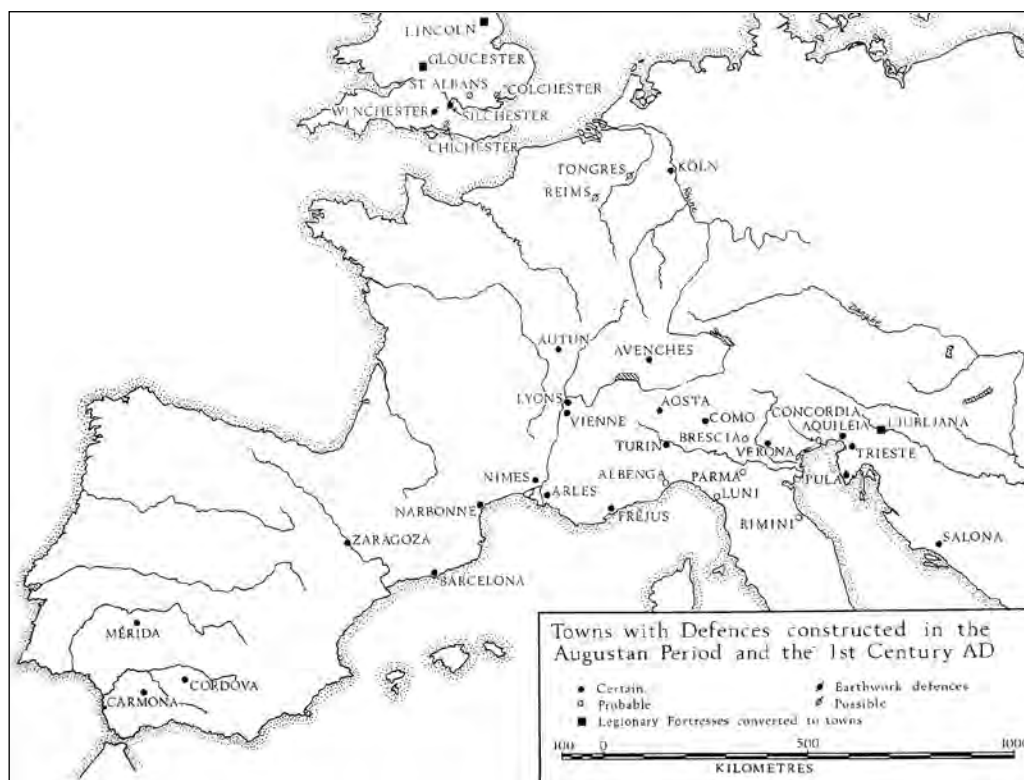 LINCOLN
GLOUCESTER
ST ALBANS
COLCHESTER
WINCHESTER
SILCHESTER
CHICHESTER
TONGRES
KÖLN
REIMS
Rhine
Danube
AUTUN
AVENCHES
LYONS
VIENNE
AOSTA
COMO
CONCORDIA
AQUILEIA
LJUBLJANA
BRESCIA
TURIN
VERONA
TRIESTE
NIMES
ALBENGA
PARMA
PULA
ARLES
LUNI
NARBONNE
FRÉJUS
RIMINI
ZARAGOZA
SALONA
BARCELONA
MÉRIDA
CORDOVA
CARMONA
Towns with Defences constructed in the
Augustan Period and the 1st Century AD
Certain
Earthwork defences
Probable
Possible
Legionary Fortresses converted to towns
100 0 500 1000
KILOMETRES